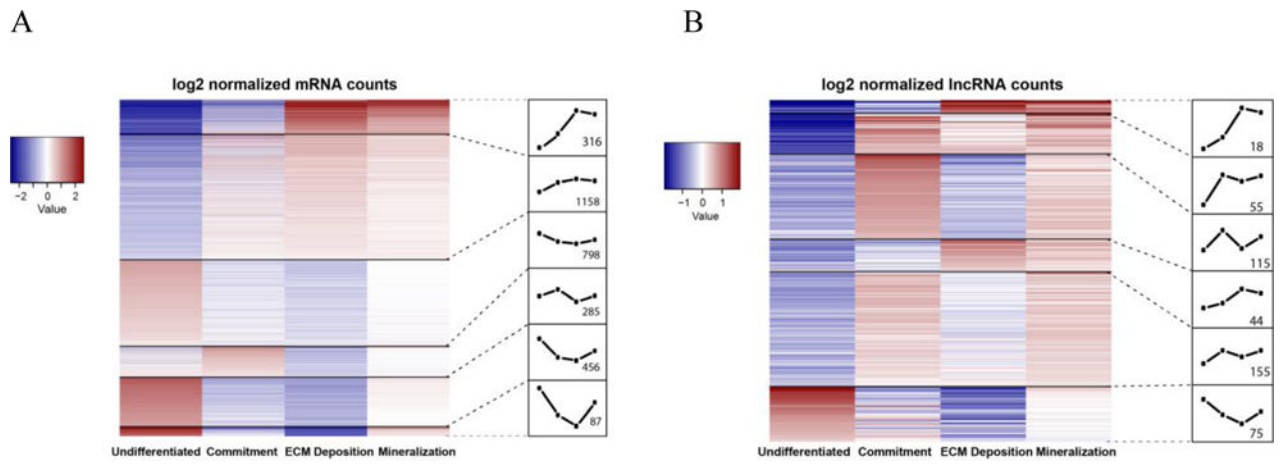 A
B
log2 normalized mRNA counts
−2 0 2
Value
316
1158
798
285
456
87
Undifferentiated Commitment ECM Deposition Mineralization
log2 normalized lncRNA counts
−1 0 1
Value
18
55
115
44
155
75
Undifferentiated Commitment ECM Deposition Mineralization